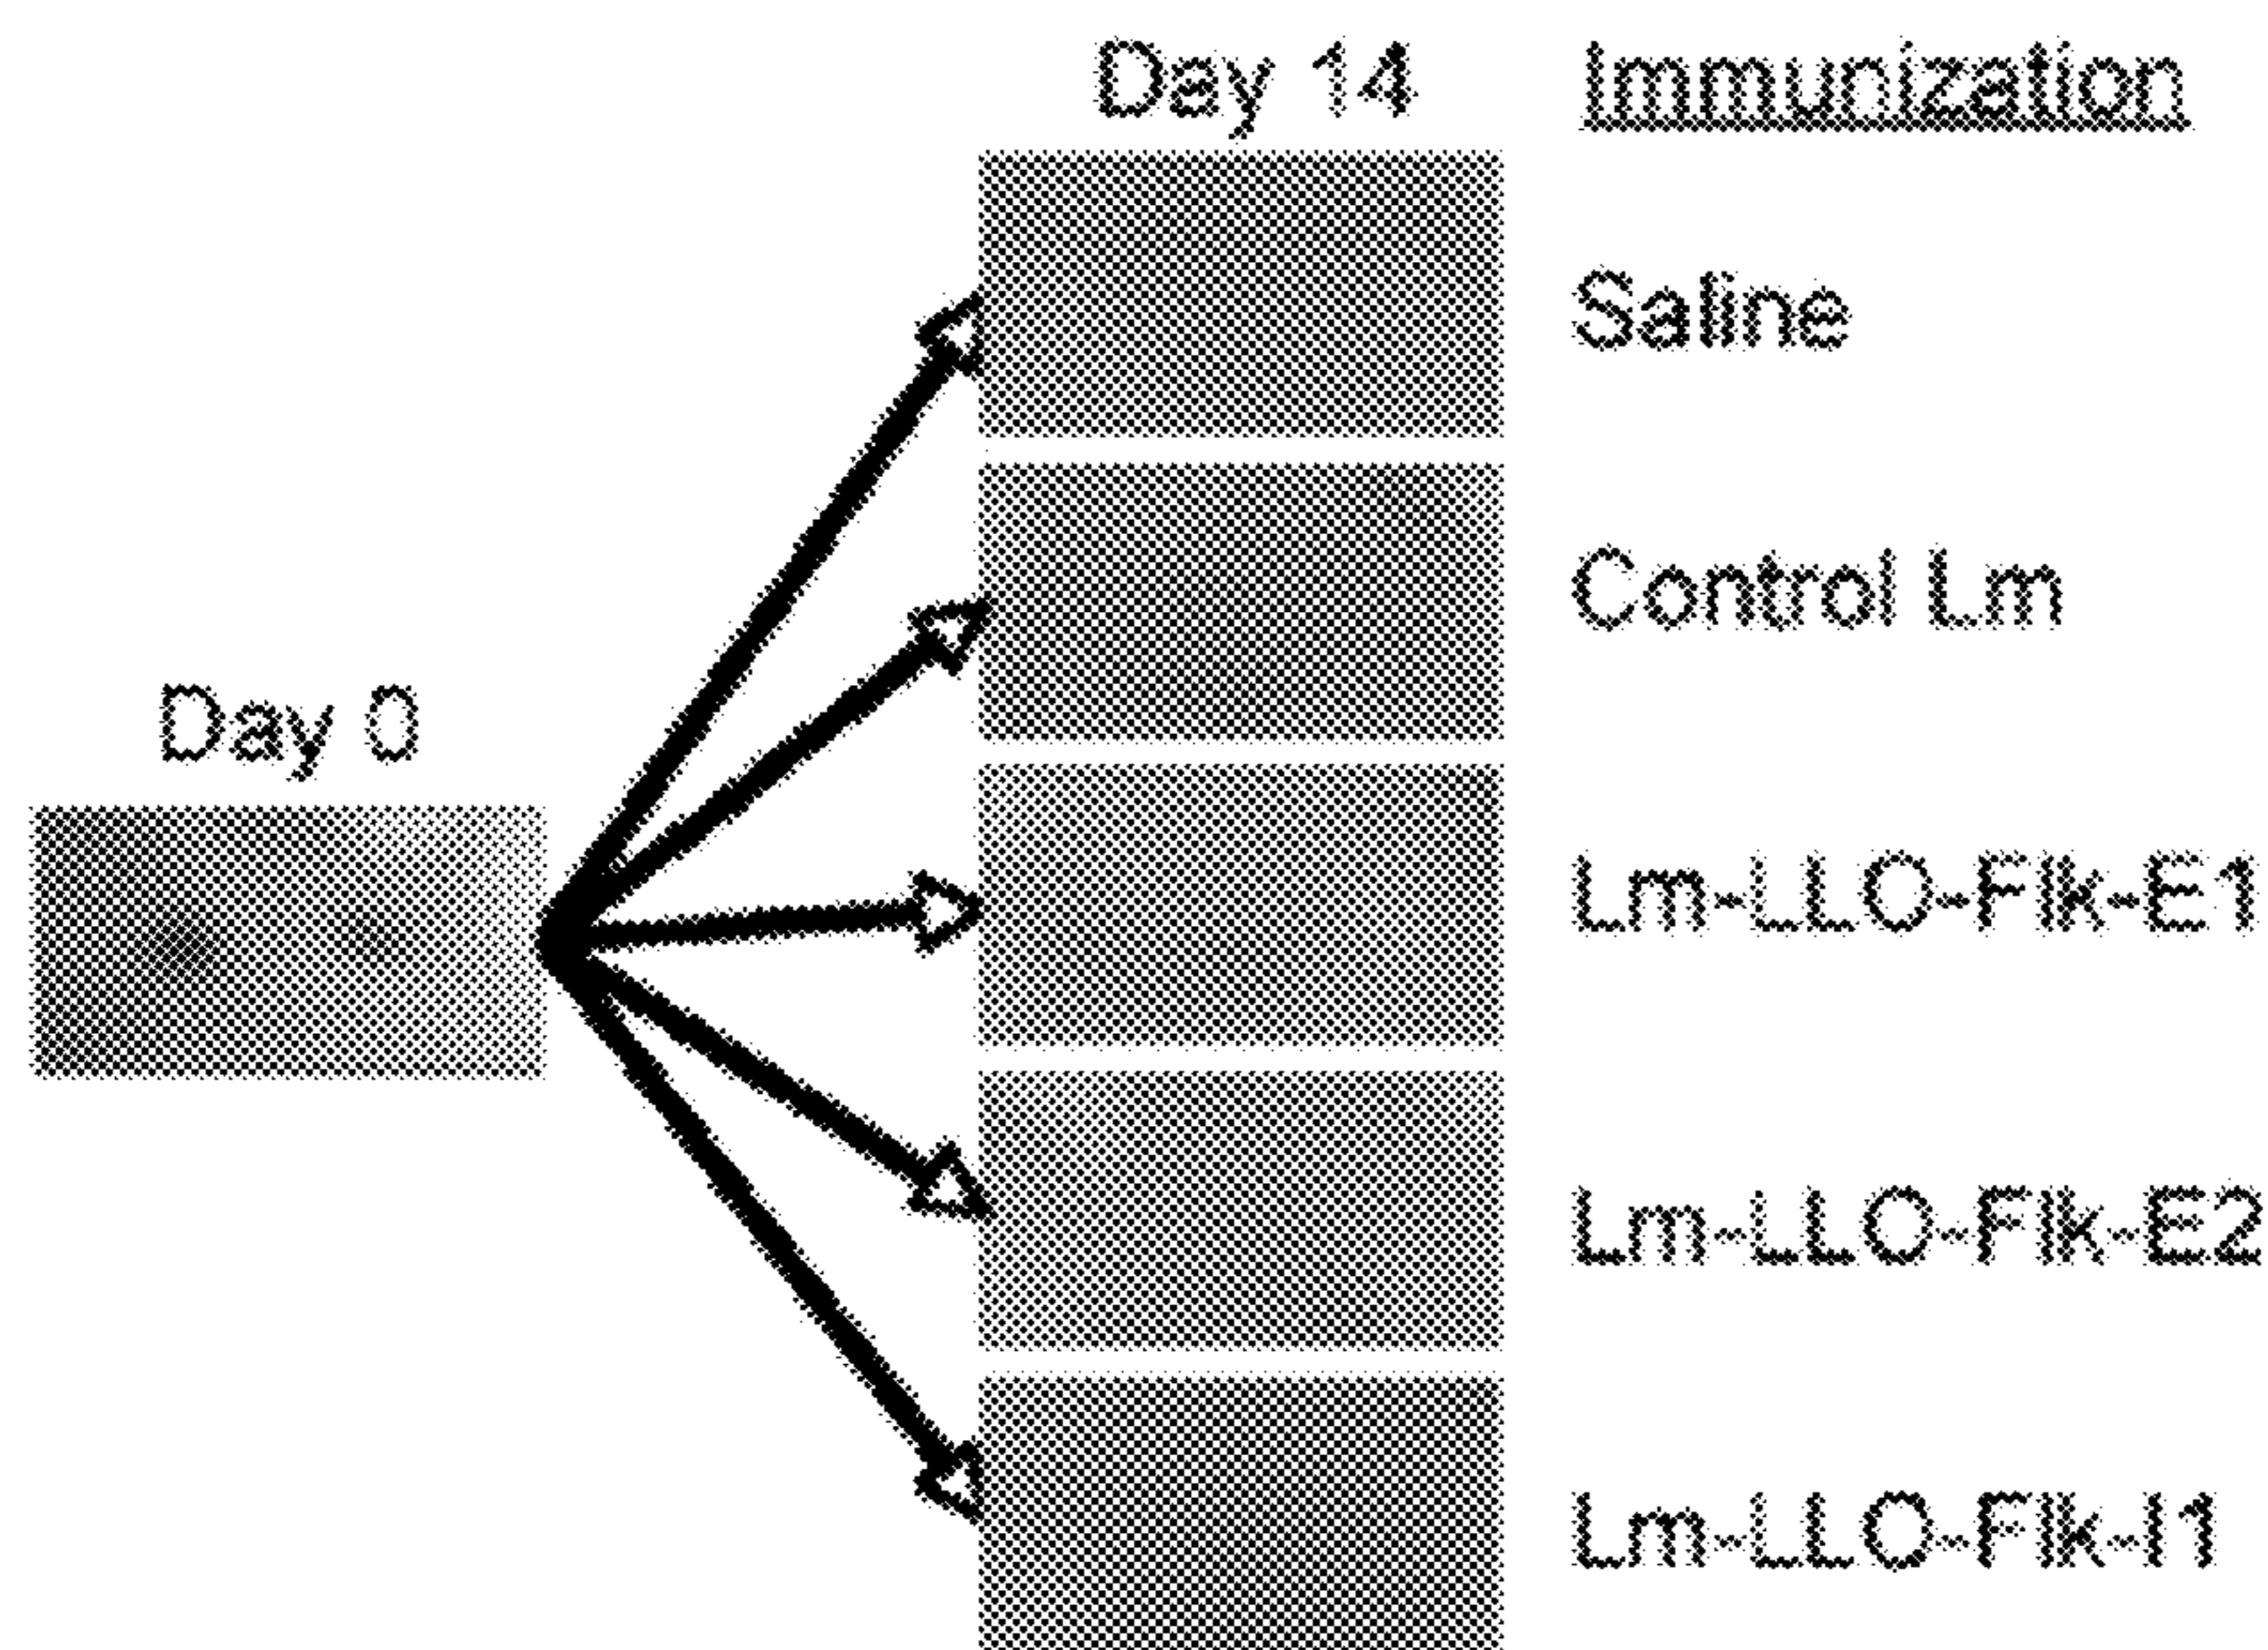 Day 14 Immunization
Saline
Control Lm
Day 0
Lm-LLO-Flk-E1
Lm-LLO-Flk-E2
Lm-LLO-Flk-I1